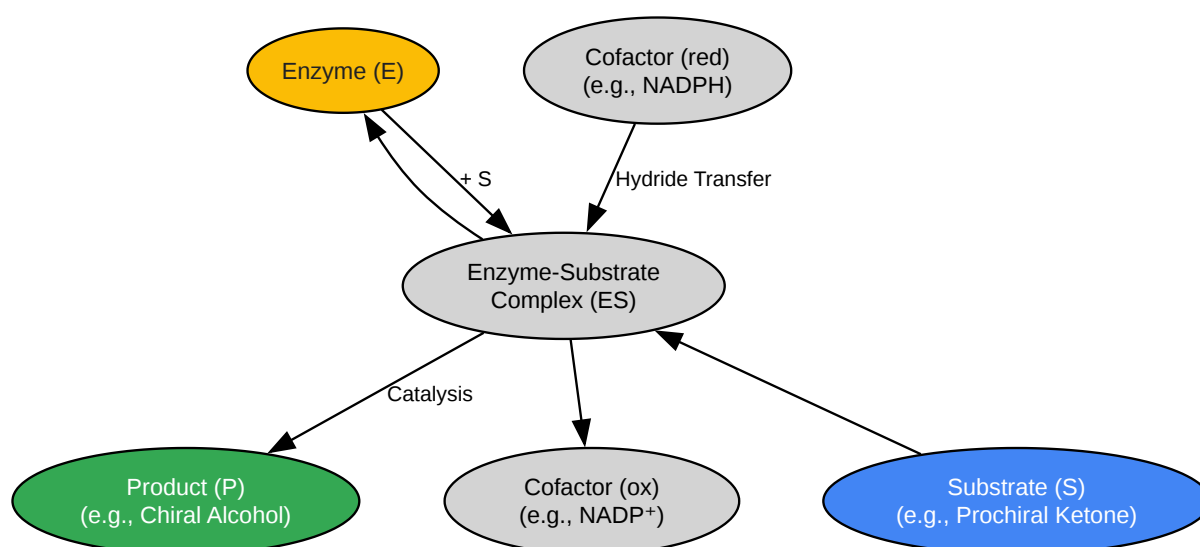 Enzyme (E)
Cofactor (red)
(e.g., NADPH)
+ S
Hydride Transfer
Enzyme-Substrate
Complex (ES)
Catalysis
Product (P)
(e.g., Chiral Alcohol)
Cofactor (ox)
(e.g., NADP⁺)
Substrate (S)
(e.g., Prochiral Ketone)